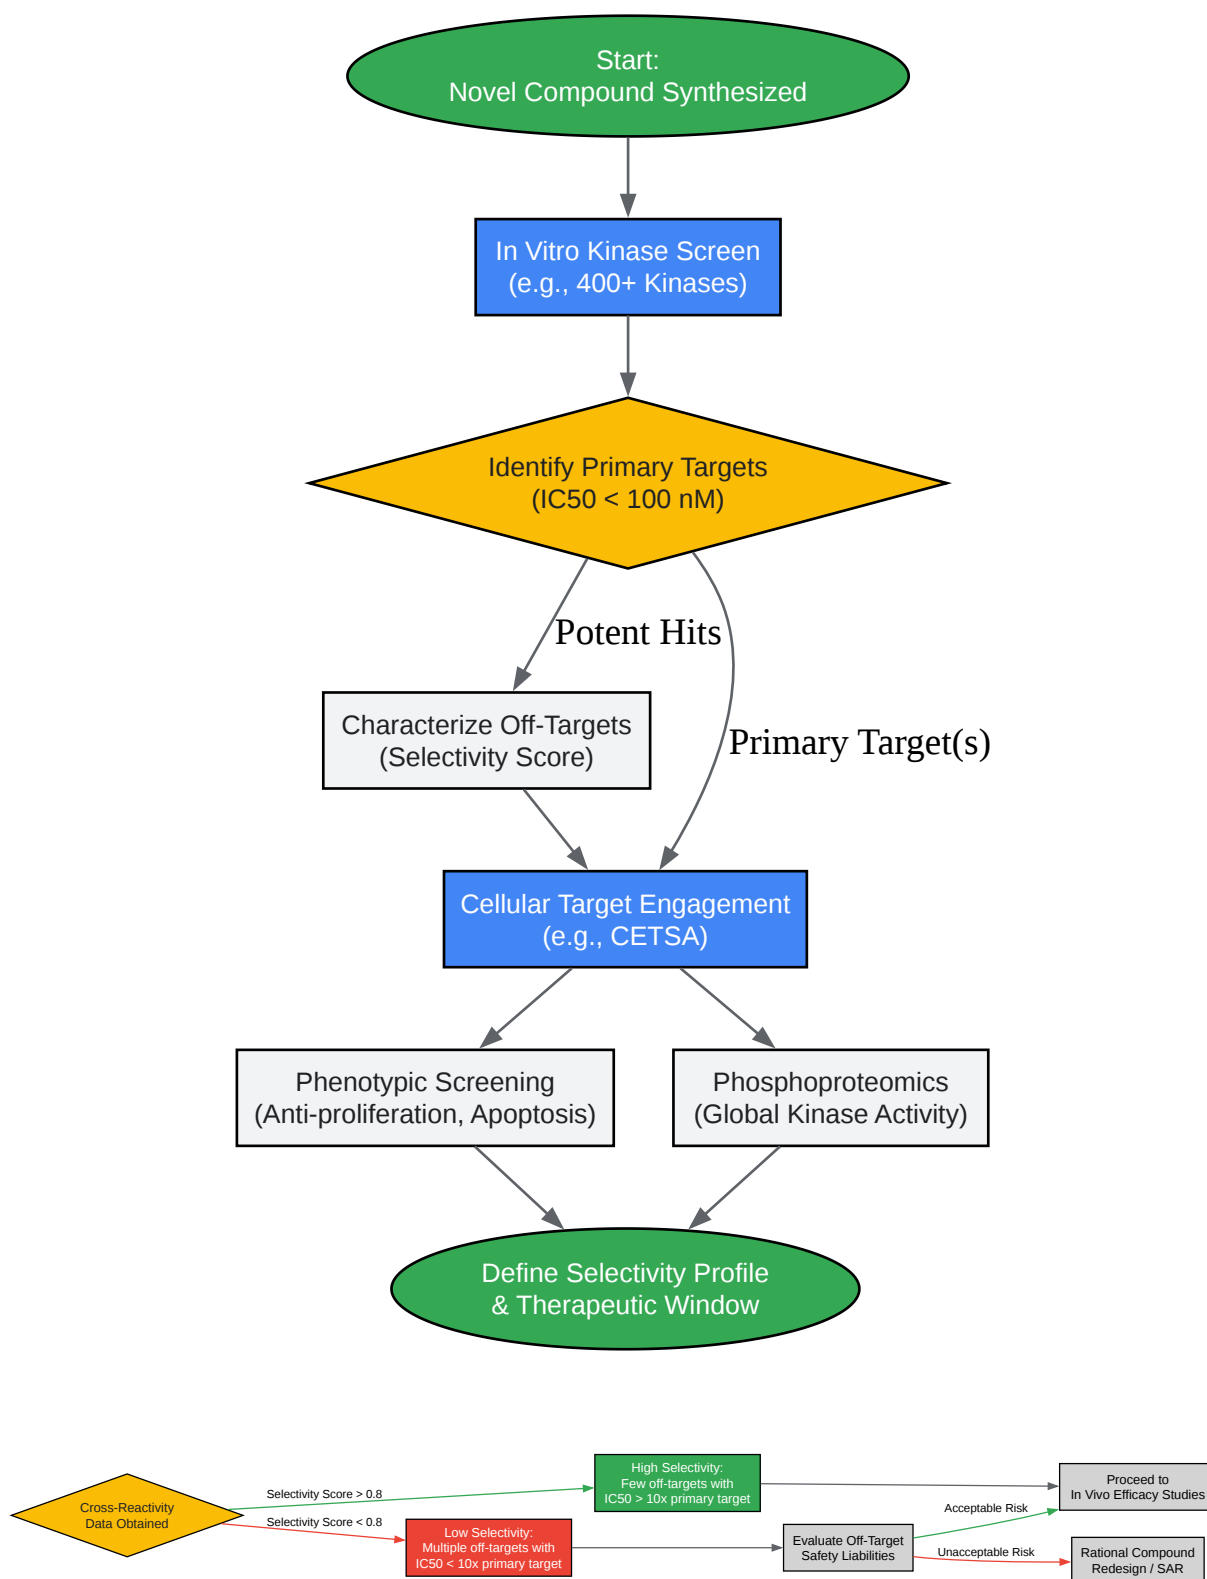 Start:
Novel Compound Synthesized
In Vitro Kinase Screen
(e.g., 400+ Kinases)
Identify Primary Targets
(IC50 < 100 nM)
Potent Hits
Characterize Off-Targets
(Selectivity Score)
Primary Target(s)
Cellular Target Engagement
(e.g., CETSA)
Phenotypic Screening
(Anti-proliferation, Apoptosis)
Phosphoproteomics
(Global Kinase Activity)
Define Selectivity Profile
& Therapeutic Window
Cross-Reactivity
Data Obtained
Selectivity Score > 0.8
Selectivity Score < 0.8
High Selectivity:
Few off-targets with
IC50 > 10x primary target
Low Selectivity:
Multiple off-targets with
IC50 < 10x primary target
Evaluate Off-Target
Safety Liabilities
Acceptable Risk
Unacceptable Risk
Proceed to
In Vivo Efficacy Studies
Rational Compound
Redesign / SAR